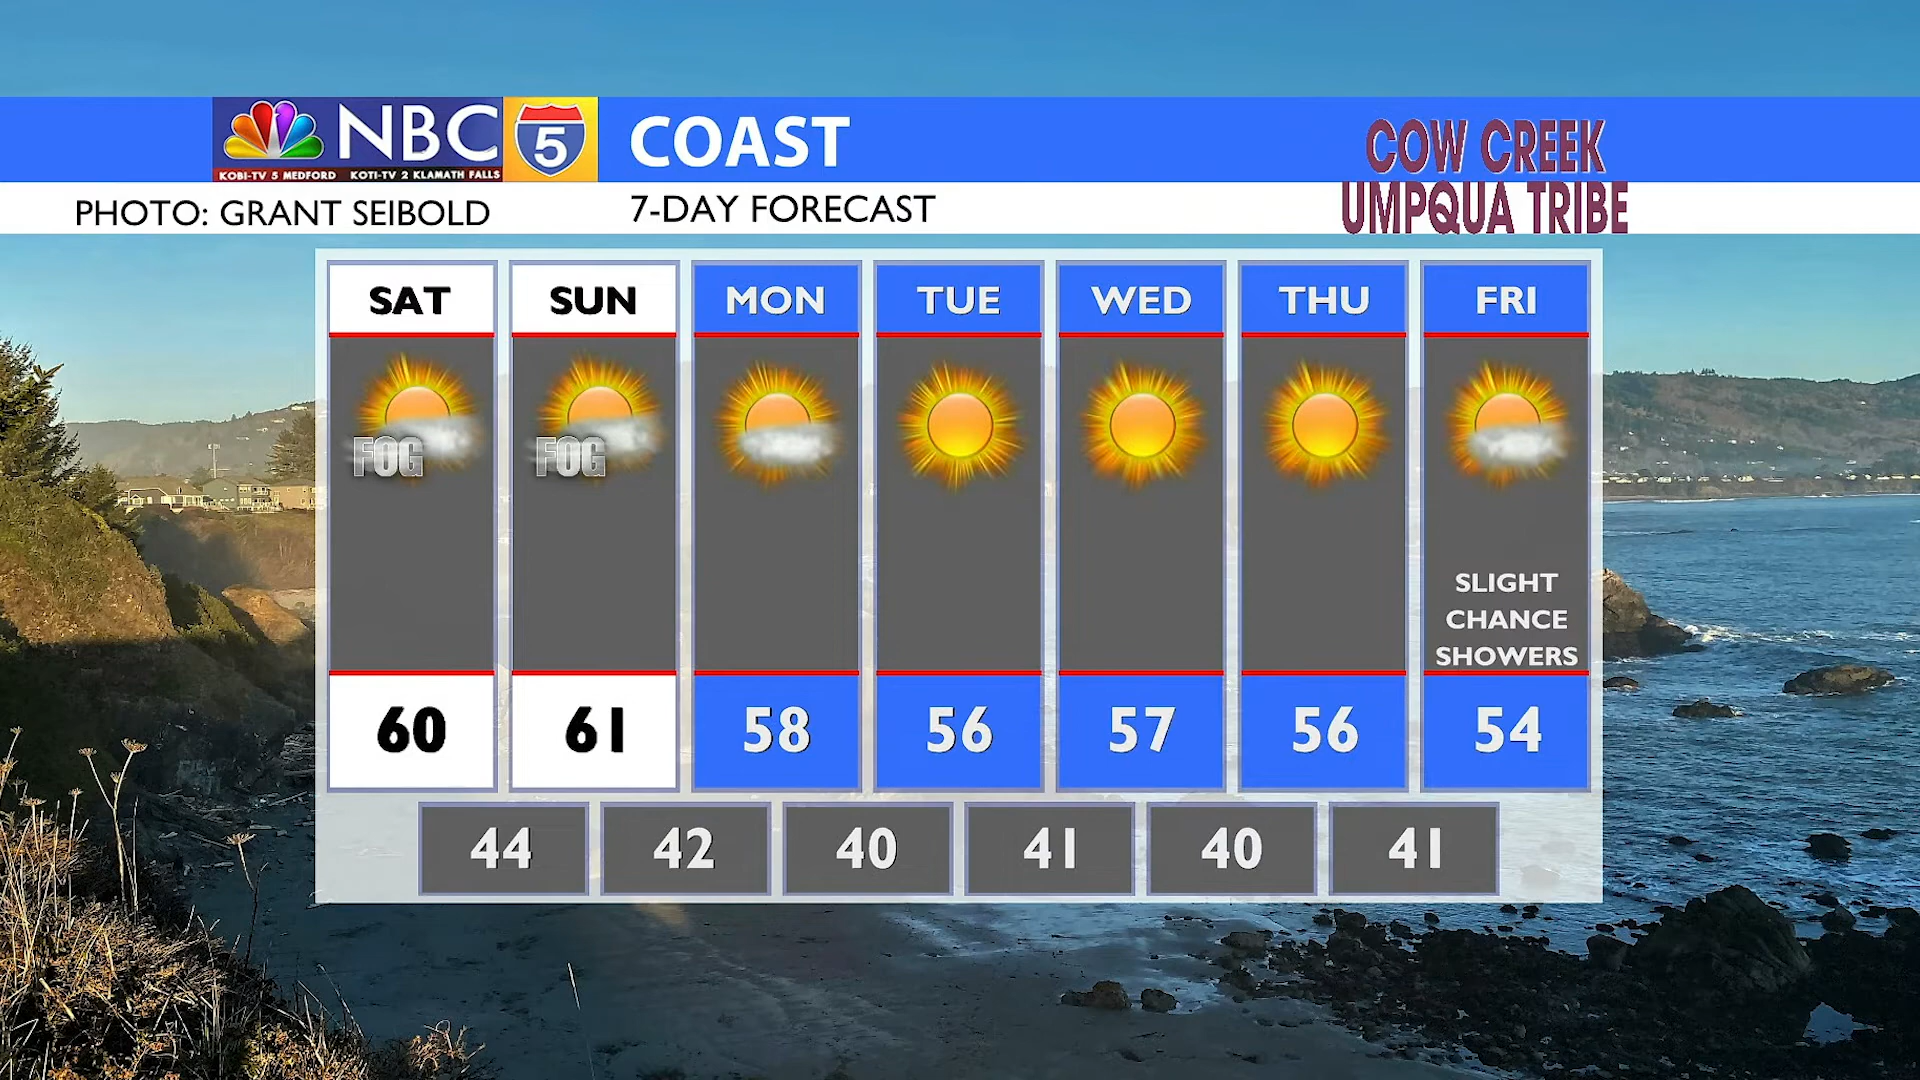 NBC 5
KOBI-TV 5 MEDFORD KOTI-TV 2 KLAMATH FALLS
COAST
COW CREEK
UMPQUA TRIBE
PHOTO: GRANT SEIBOLD
7-DAY FORECAST
SAT SUN MON TUE WED THU FRI
FOG FOG
SLIGHT
CHANCE
SHOWERS
60 61 58 56 57 56 54
44 42 40 41 40 41